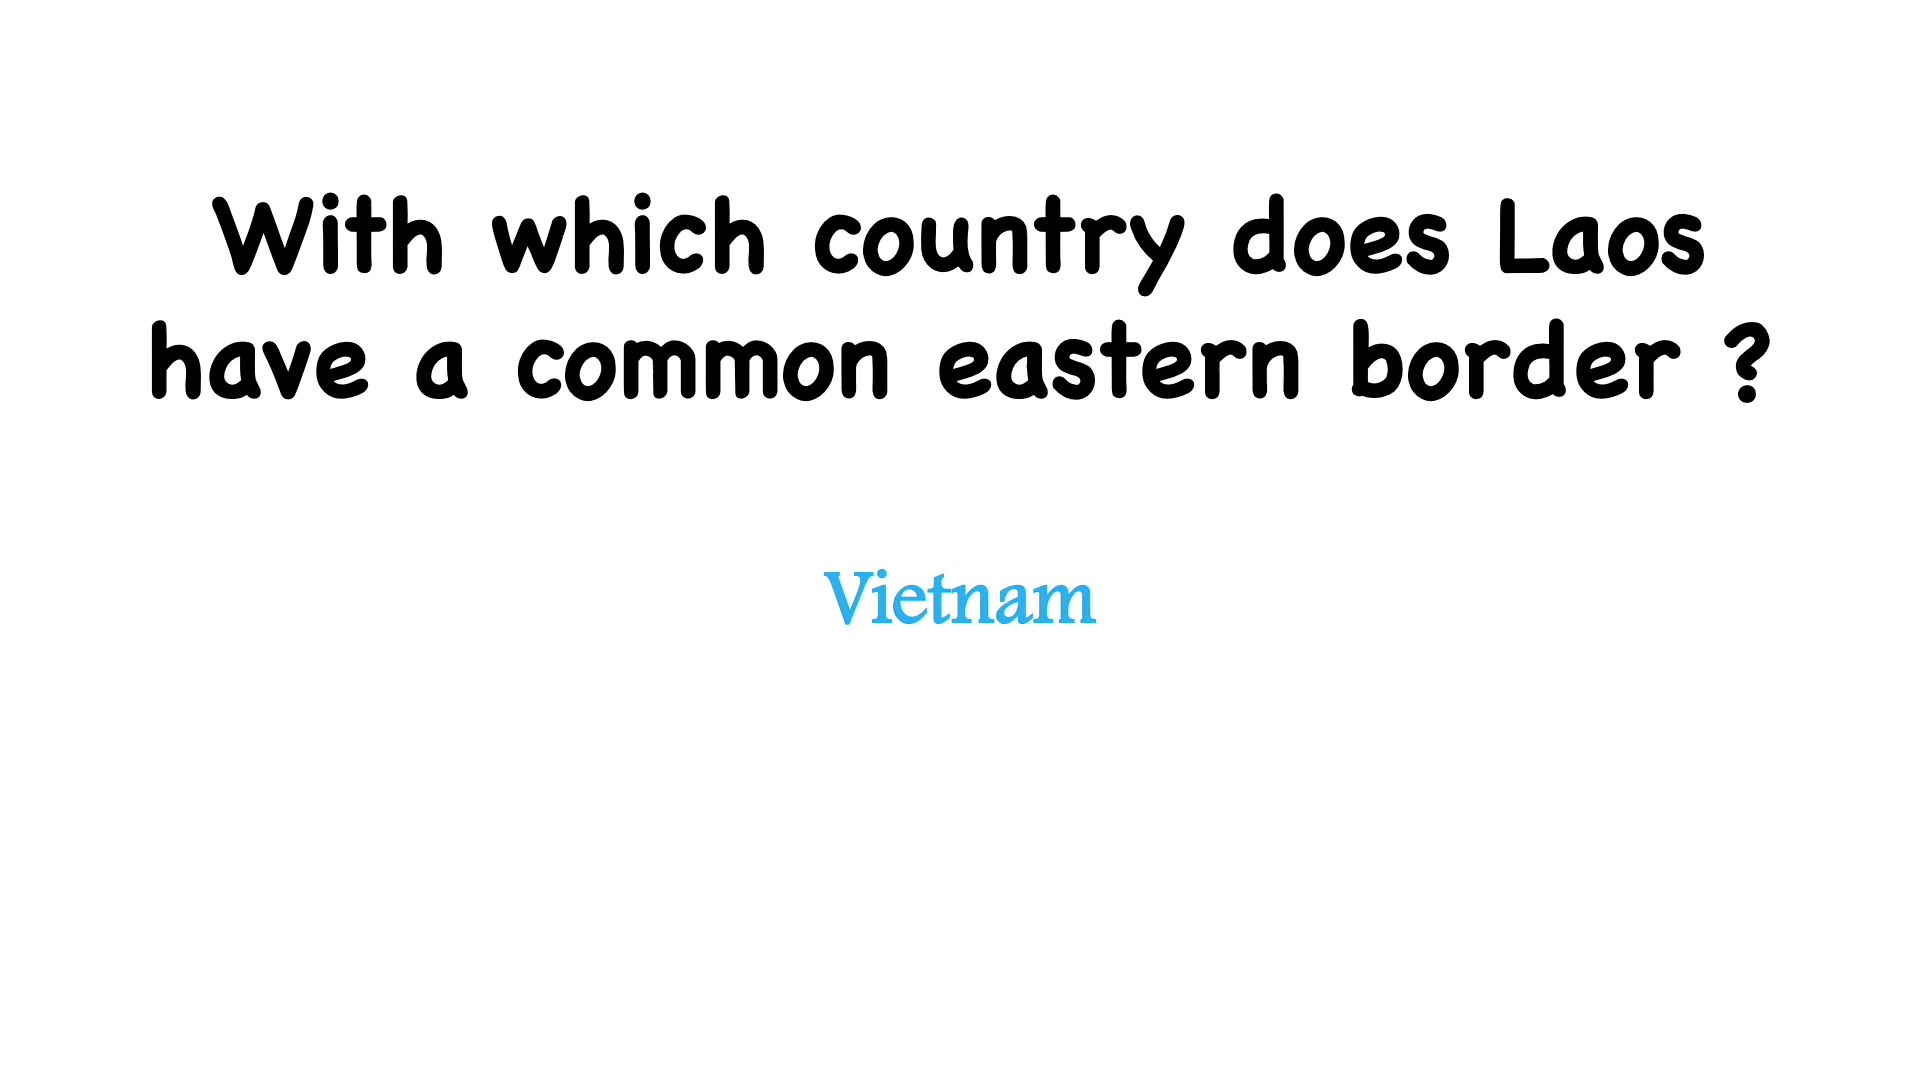 With which country does Laos
have a common eastern border ?
Vietnam